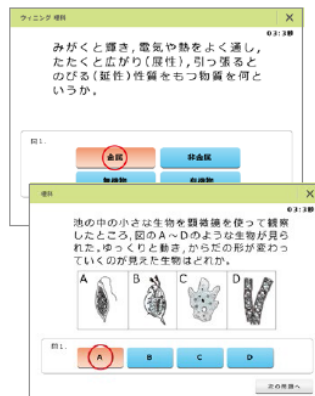 ウィニング 理科
03:3秒
みがくと輝き,電気や熱をよく通し,
たたくと広がり(展性),引っ張ると
のびる(延性)性質をもつ物質を何と
いうか。
問1.
金属
非金属
理科
03:3秒
池の中の小さな生物を顕微鏡を使って観察
したところ,図のA〜Dのような生物が見ら
れた。ゆっくりと動き,からだの形が変わっ
ていくのが見えた生物はどれか。
A B C D
問1.
A B C D
次の問題へ